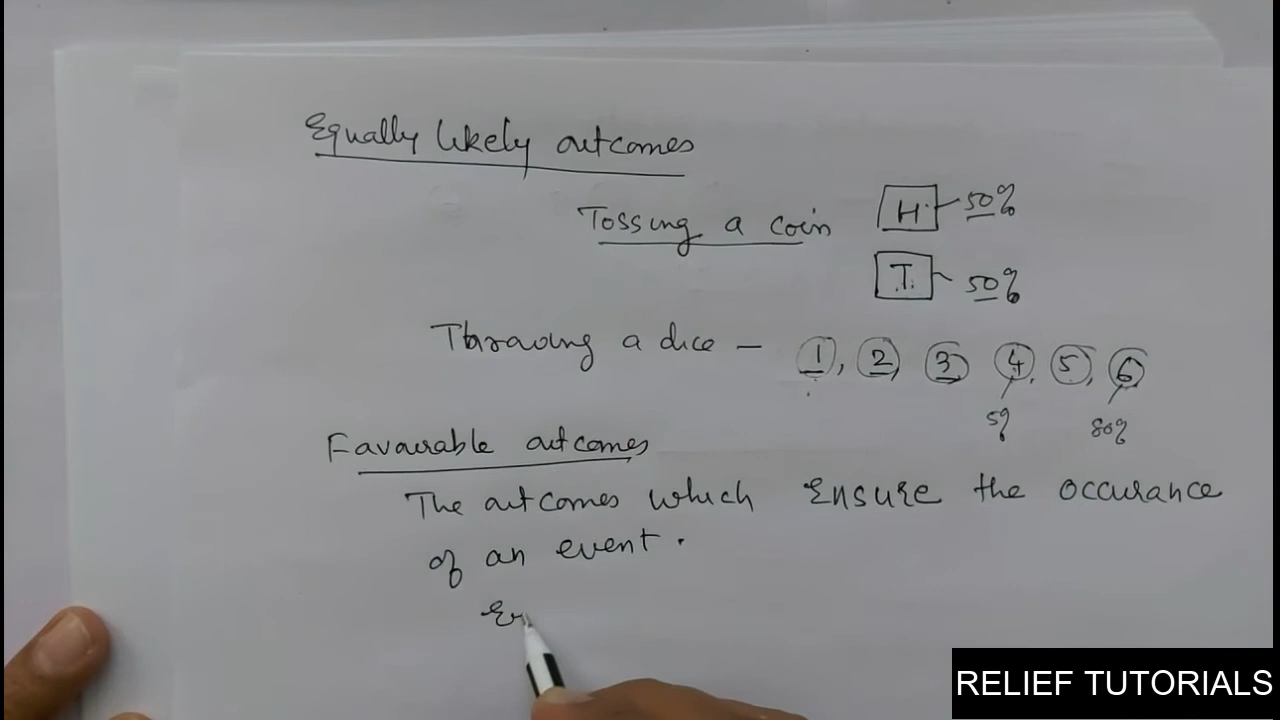 Equally likely outcomes
Tossing a coin H 50%
T 50%
Throwing a dice - 1, 2, 3 4, 5, 6
5% 80%
Favourable outcomes
The outcomes which ensure the occurance
of an event.
RELIEF TUTORIALS